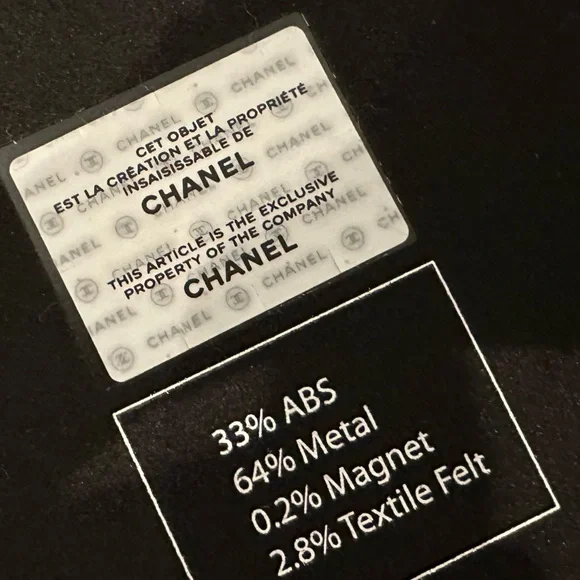 CET OBJET
EST LA CRÉATION ET LA PROPRIÉTÉ
INSAISISSABLE DE
CHANEL
THIS ARTICLE IS THE EXCLUSIVE
PROPERTY OF THE COMPANY
CHANEL
33% ABS
64% Metal
0.2% Magnet
2.8% Textile Felt